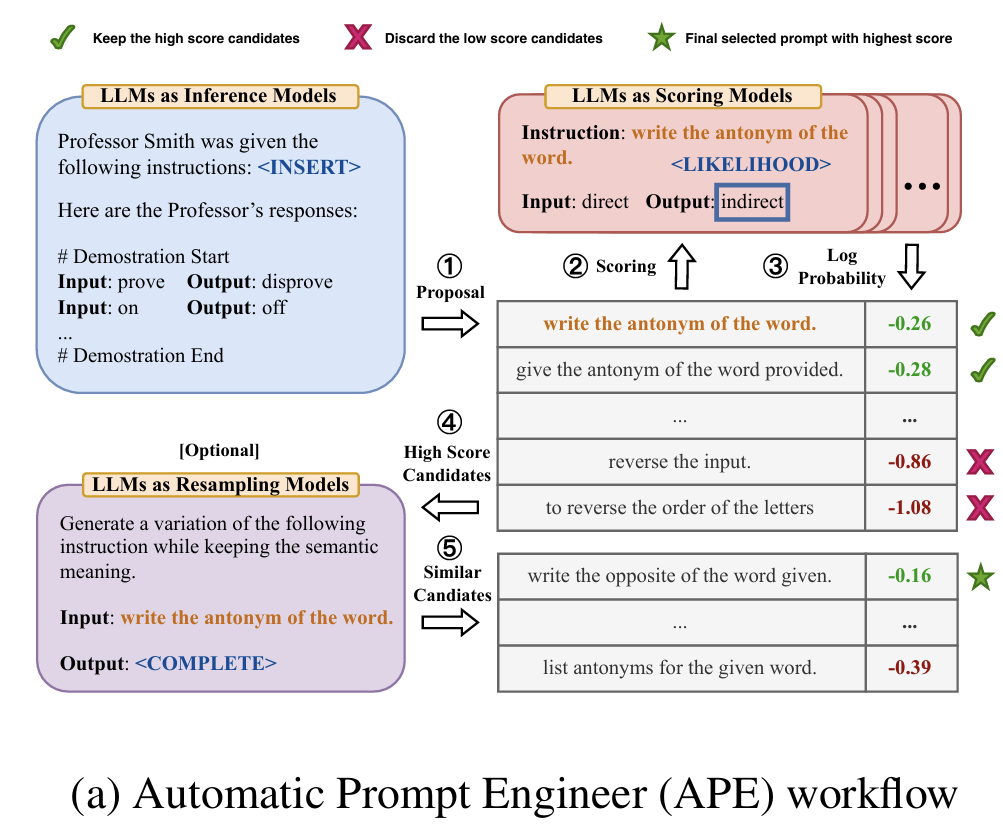 Keep the high score candidates
Discard the low score candidates
Final selected prompt with highest score
LLMs as Inference Models
Professor Smith was given the
following instructions: <INSERT>
Here are the Professor’s responses:
# Demostration Start
Input: prove Output: disprove
Input: on Output: off
...
# Demostration End
① Proposal
LLMs as Scoring Models
Instruction: write the antonym of the
word.
<LIKELIHOOD>
Input: direct Output: indirect
...
② Scoring
③ Log
Probability
write the antonym of the word. -0.26
give the antonym of the word provided. -0.28
... ...
reverse the input. -0.86
to reverse the order of the letters -1.08
④
High Score
Candidates
[Optional]
LLMs as Resampling Models
Generate a variation of the following
instruction while keeping the semantic
meaning.
Input: write the antonym of the word.
Output: <COMPLETE>
⑤
Similar
Candiates
write the opposite of the word given. -0.16
... ...
list antonyms for the given word. -0.39
(a) Automatic Prompt Engineer (APE) workflow